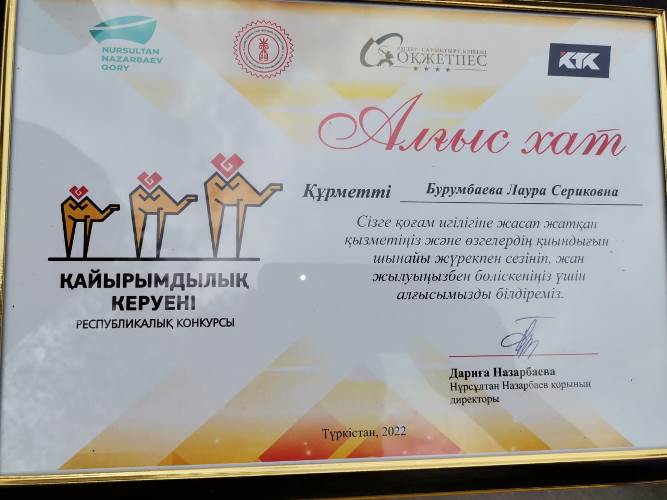 NURSULTAN
NAZARBAEV
QORY
ОҚЖЕТПЕС
КТК
Алғыс хат
Құрметті Бурумбаева Лаура Сериковна
Сізге қоғам игілігіне жасап жатқан
қызметіңіз және өзгелердің қиындығын
шынайы жүрекпен сезініп, жан
жылуыңызбен бөліскеніңіз үшін
алғысымызды білдіреміз.
ҚАЙЫРЫМДЫЛЫҚ
КЕРУЕНІ
РЕСПУБЛИКАЛЫҚ КОНКУРСЫ
Дариға Назарбаева
Нұрсұлтан Назарбаев қорының
директоры
Түркістан, 2022